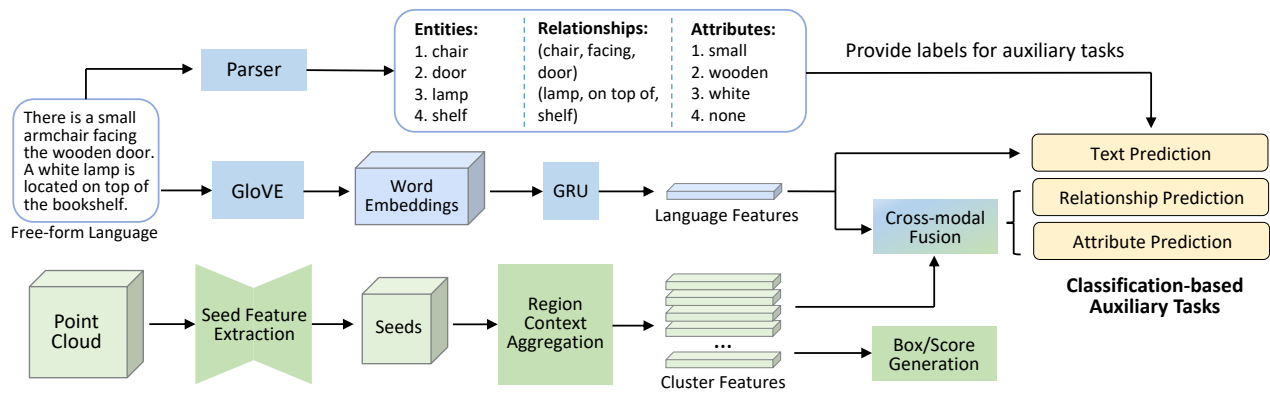 Entities:
1. chair
2. door
3. lamp
4. shelf
Relationships:
(chair, facing,
door)
(lamp, on top of,
shelf)
Attributes:
1. small
2. wooden
3. white
4. none
Provide labels for auxiliary tasks
Parser
There is a small
armchair facing
the wooden door.
A white lamp is
located on top of
the bookshelf.
Free-form Language
GloVE
Word
Embeddings
GRU
Language Features
Cross-modal
Fusion
Text Prediction
Relationship Prediction
Attribute Prediction
Classification-based
Auxiliary Tasks
Point
Cloud
Seed Feature
Extraction
Seeds
Region
Context
Aggregation
...
Cluster Features
Box/Score
Generation